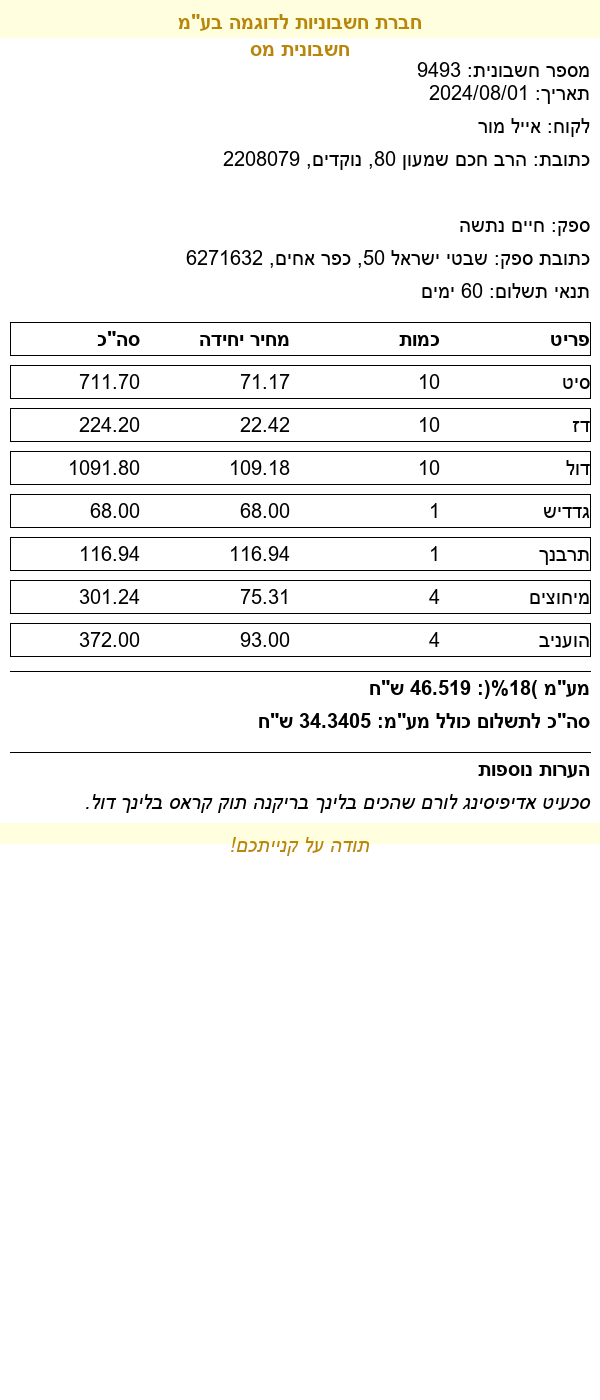 חברת חשבוניות לדוגמה בע"מ
חשבונית מס
מספר חשבונית: 9493
תאריך: 2024/08/01
לקוח: אייל מור
כתובת: הרב חכם שמעון 80, נוקדים, 2208079
ספק: חיים נתשה
כתובת ספק: שבטי ישראל 50, כפר אחים, 6271632
תנאי תשלום: 60 ימים
פריט כמות מחיר יחידה סה"כ
סיט 10 71.17 711.70
דז 10 22.42 224.20
דול 10 109.18 1091.80
גדדיש 1 68.00 68.00
תרבנך 1 116.94 116.94
מיחוצים 4 75.31 301.24
הועניב 4 93.00 372.00
מע"מ )18%(: 46.519 ש"ח
סה"כ לתשלום כולל מע"מ: 34.3405 ש"ח
הערות נוספות
סכעיט אדיפיסינג לורם שהכים בלינך בריקנה תוק קראס בלינך דול.
תודה על קנייתכם!